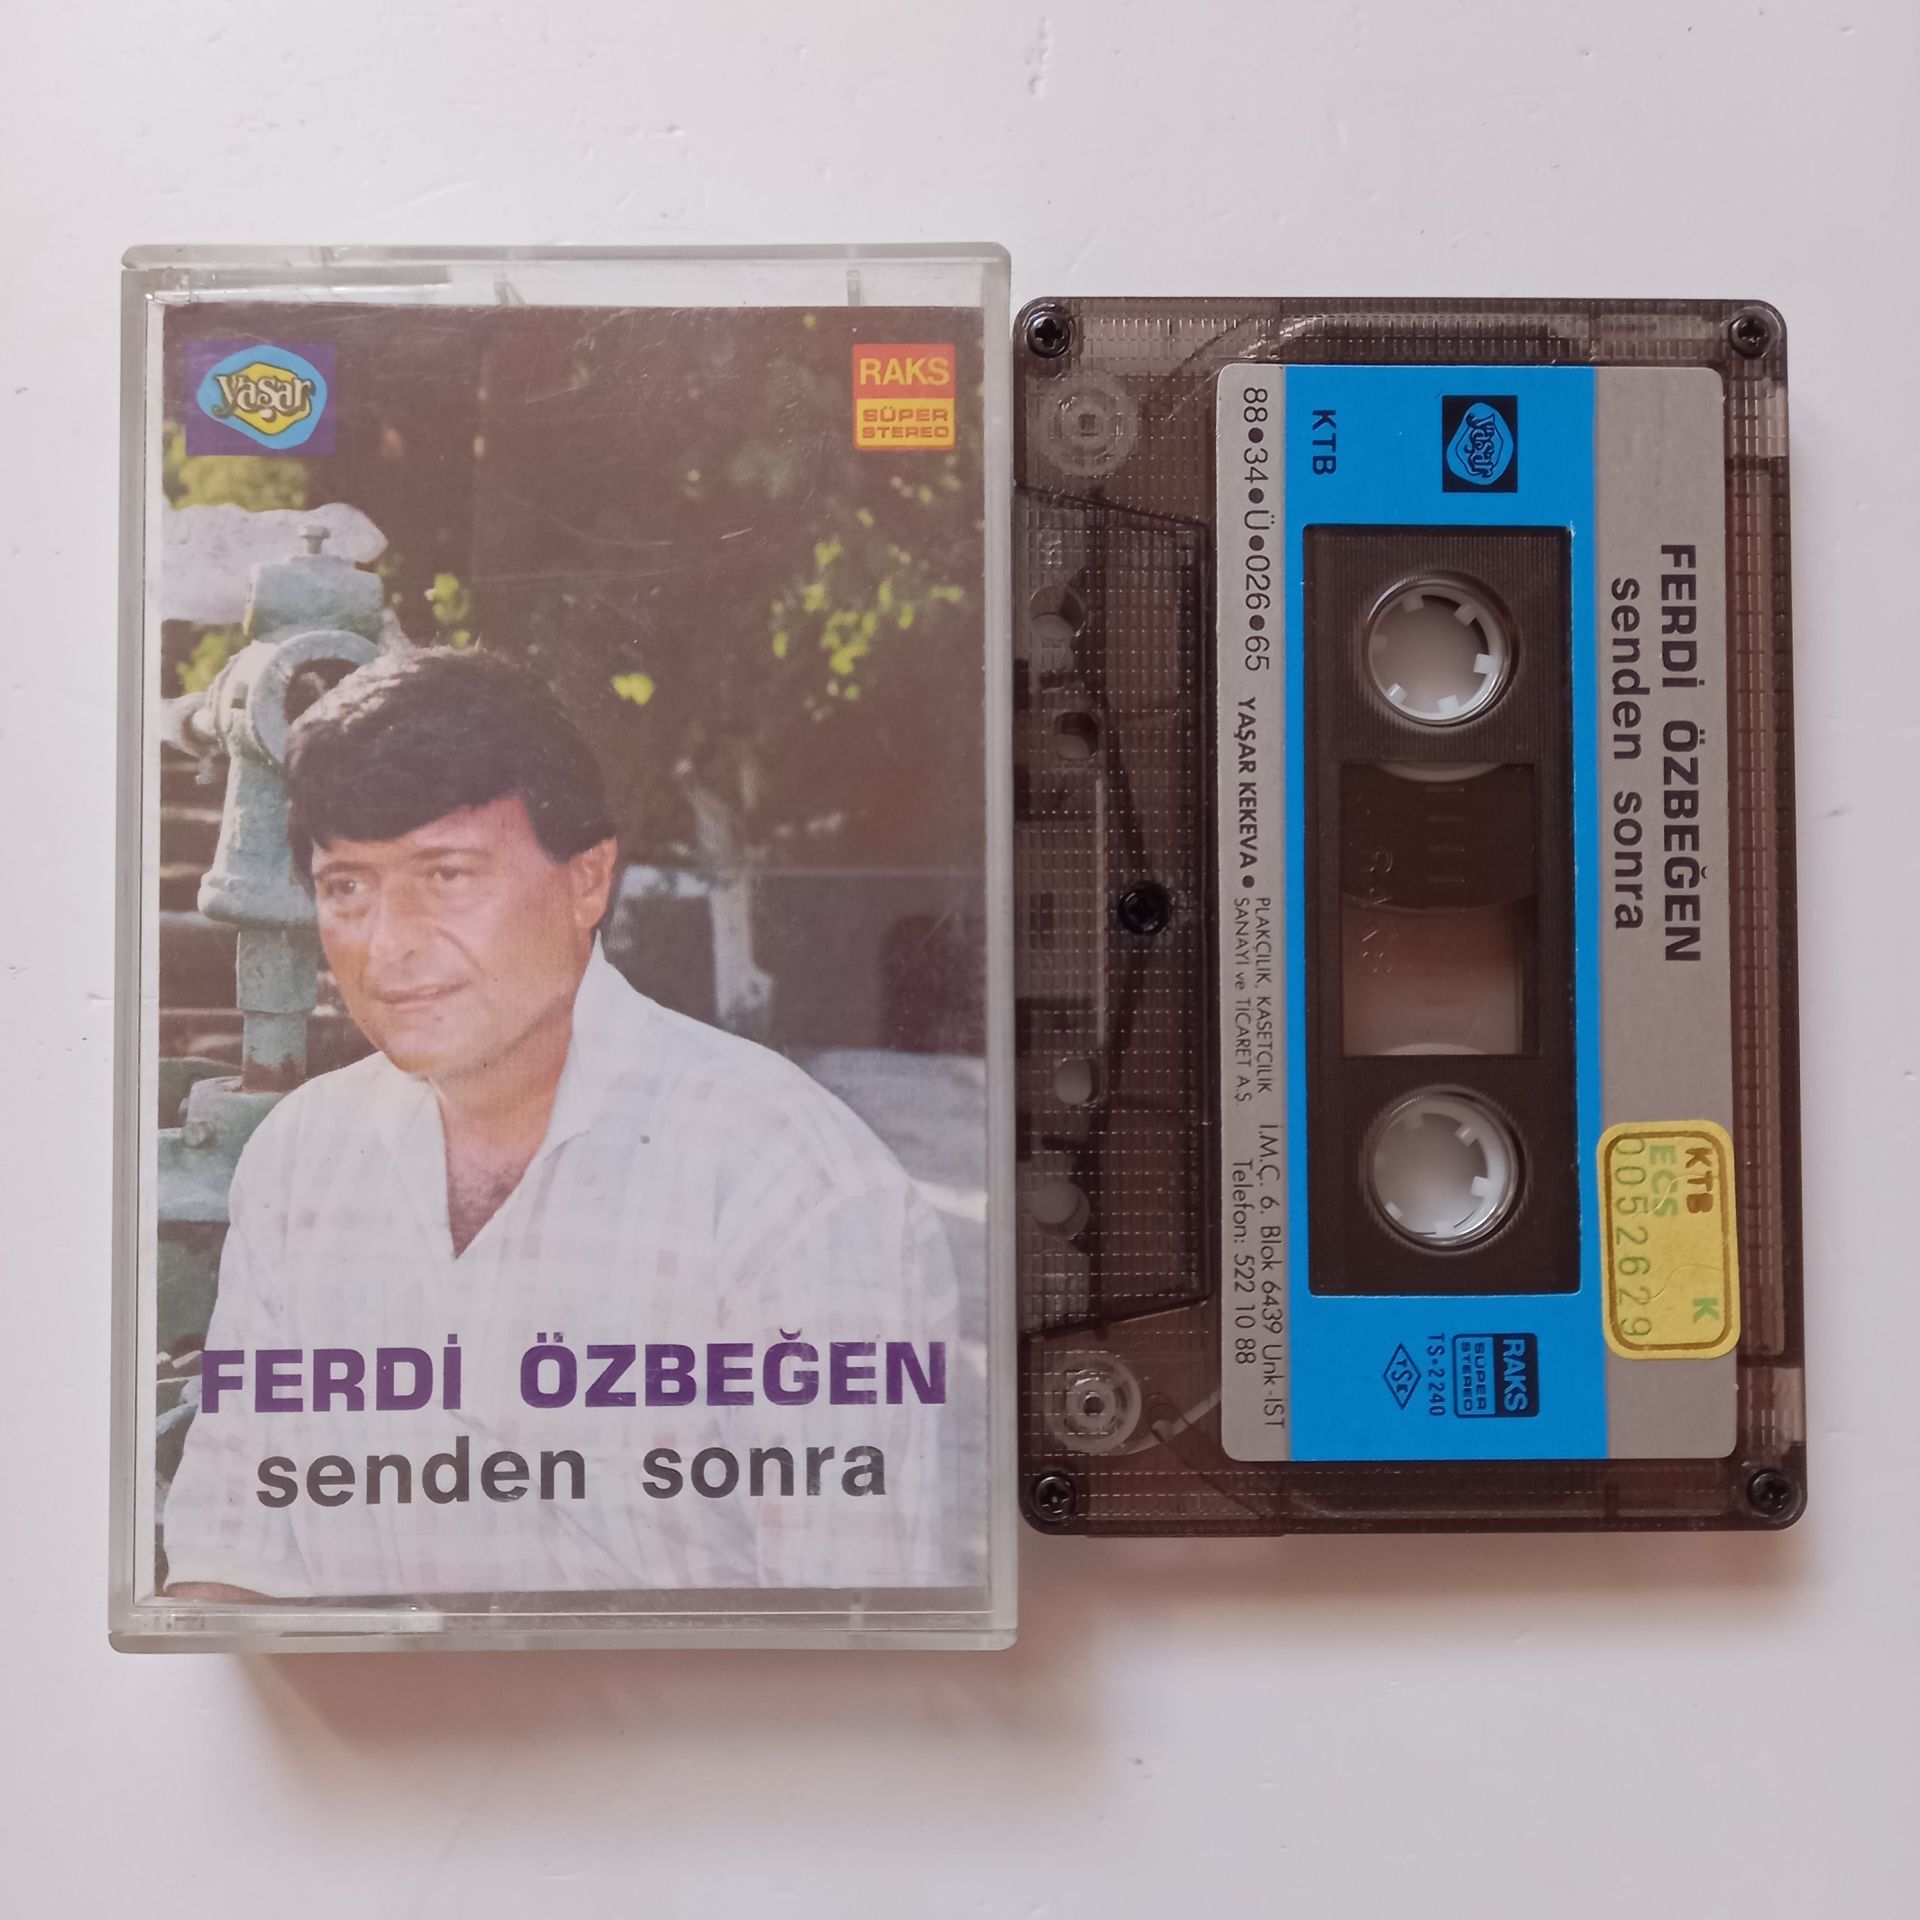 yaşar
RAKS
SÜPER
STEREO
FERDİ ÖZBEĞEN
senden sonra
FERDİ ÖZBEĞEN
senden sonra
yaşar
KTB
88•34•Ü•026•65 YAŞAR KEKEVA • PLAKÇILIK, KASETÇİLİK
SANAYİ ve TİCARET A.Ş.
İ.M.Ç. 6. Blok 6439 Unk-İST
Telefon: 522 10 88
RAKS
SÜPER
STEREO
TS•2240
TSE
KTB K
ECS
0052629